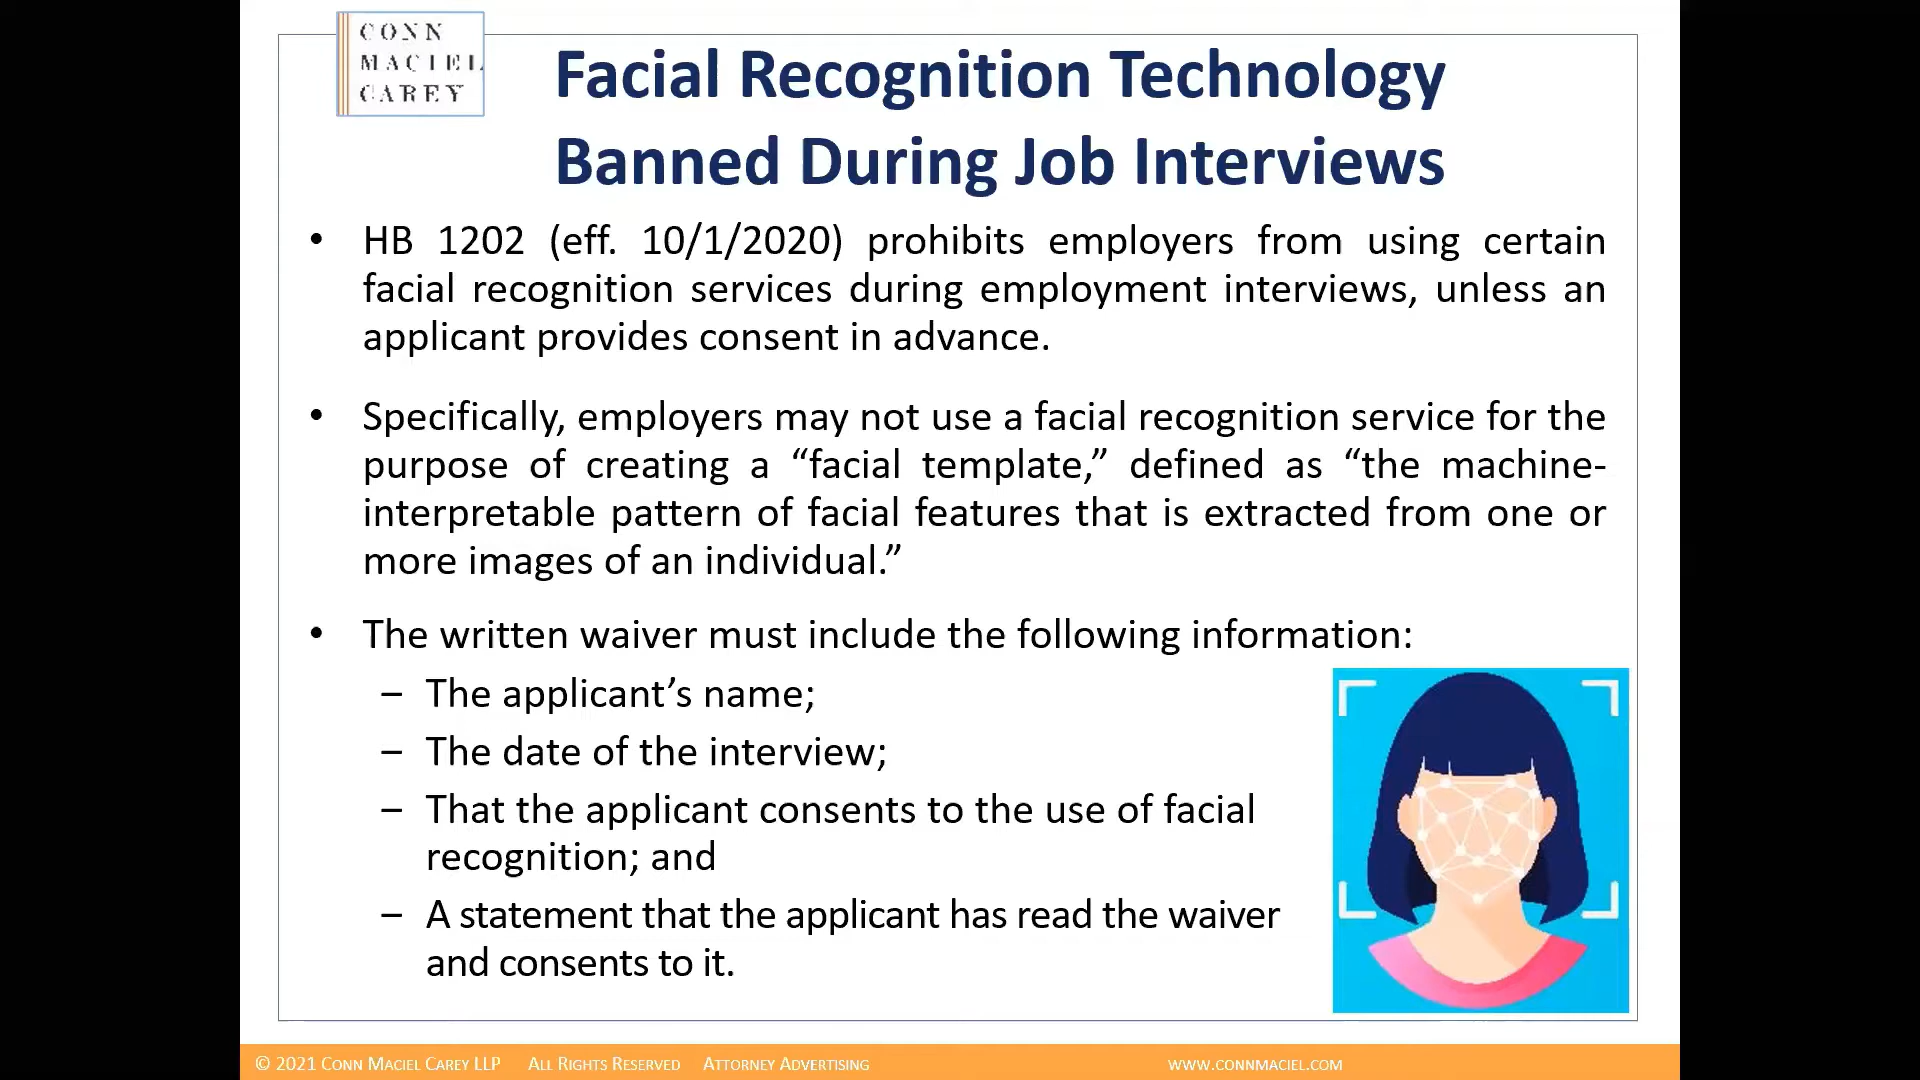 CONN
MACIEL
CAREY
Facial Recognition Technology
Banned During Job Interviews
• HB 1202 (eff. 10/1/2020) prohibits employers from using certain
facial recognition services during employment interviews, unless an
applicant provides consent in advance.
• Specifically, employers may not use a facial recognition service for the
purpose of creating a “facial template,” defined as “the machine-
interpretable pattern of facial features that is extracted from one or
more images of an individual.”
• The written waiver must include the following information:
– The applicant’s name;
– The date of the interview;
– That the applicant consents to the use of facial
recognition; and
– A statement that the applicant has read the waiver
and consents to it.
© 2021 CONN MACIEL CAREY LLP ALL RIGHTS RESERVED ATTORNEY ADVERTISING WWW.CONNMACIEL.COM